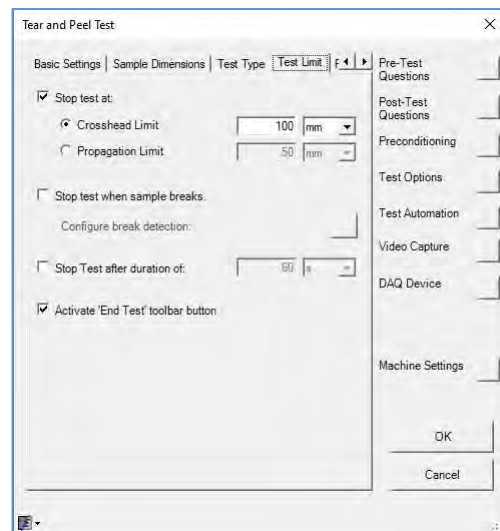 Tear and Peel Test
Basic Settings Sample Dimensions Test Type Test Limit
Stop test at:
Crosshead Limit 100 mm
Propagation Limit 50 mm
Stop test when sample breaks.
Configure break detection:
Stop Test after duration of: 60 s
Activate 'End Test' toolbar button
Pre-Test
Questions
Post-Test
Questions
Preconditioning
Test Options
Test Automation
Video Capture
DAQ Device
Machine Settings
OK
Cancel